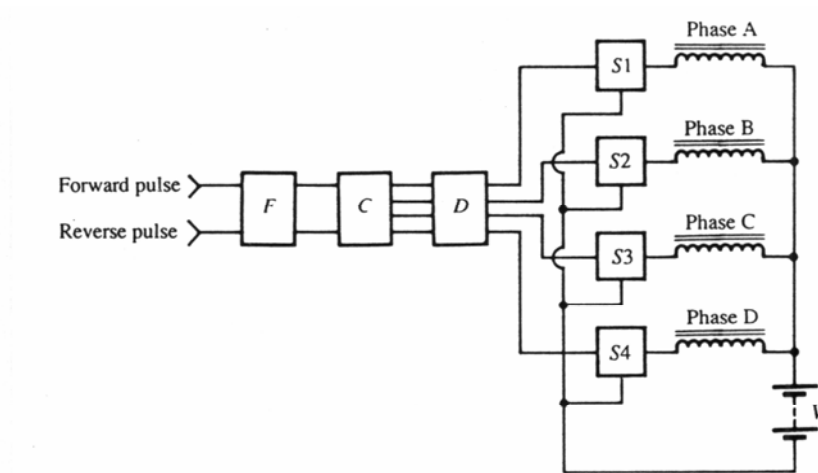 Phase A
S1
Phase B
S2
Forward pulse
F
C
D
Reverse pulse
Phase C
S3
Phase D
S4
V